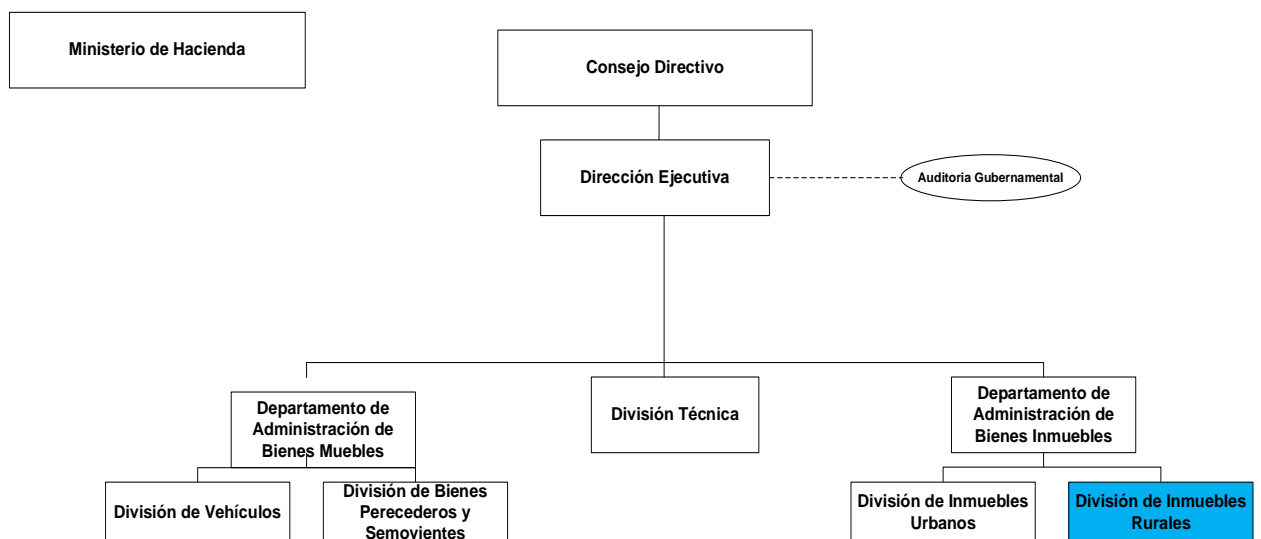 Ministerio de Hacienda
Consejo Directivo
Dirección Ejecutiva
Auditoria Gubernamental
Departamento de
Administración de
Bienes Muebles
División Técnica
Departamento de
Administración de
Bienes Inmuebles
División de Vehículos
División de Bienes
Perecederos y
Semovientes
División de Inmuebles
Urbanos
División de Inmuebles
Rurales